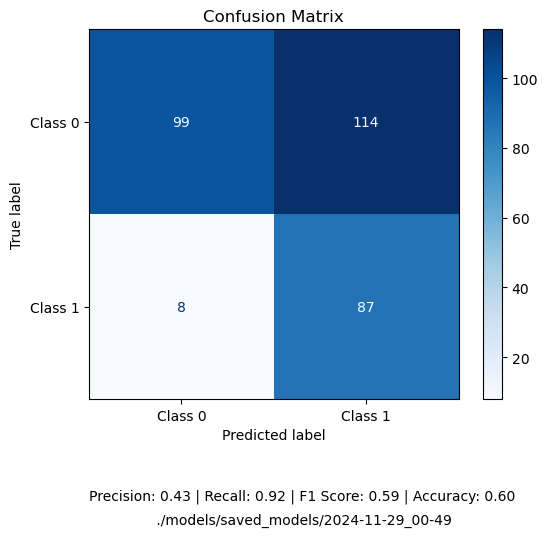 Confusion Matrix
Class 0
99
114
100
80
60
40
20
True label
Class 1
8
87
Class 0
Class 1
Predicted label
Precision: 0.43 | Recall: 0.92 | F1 Score: 0.59 | Accuracy: 0.60
./models/saved_models/2024-11-29_00-49